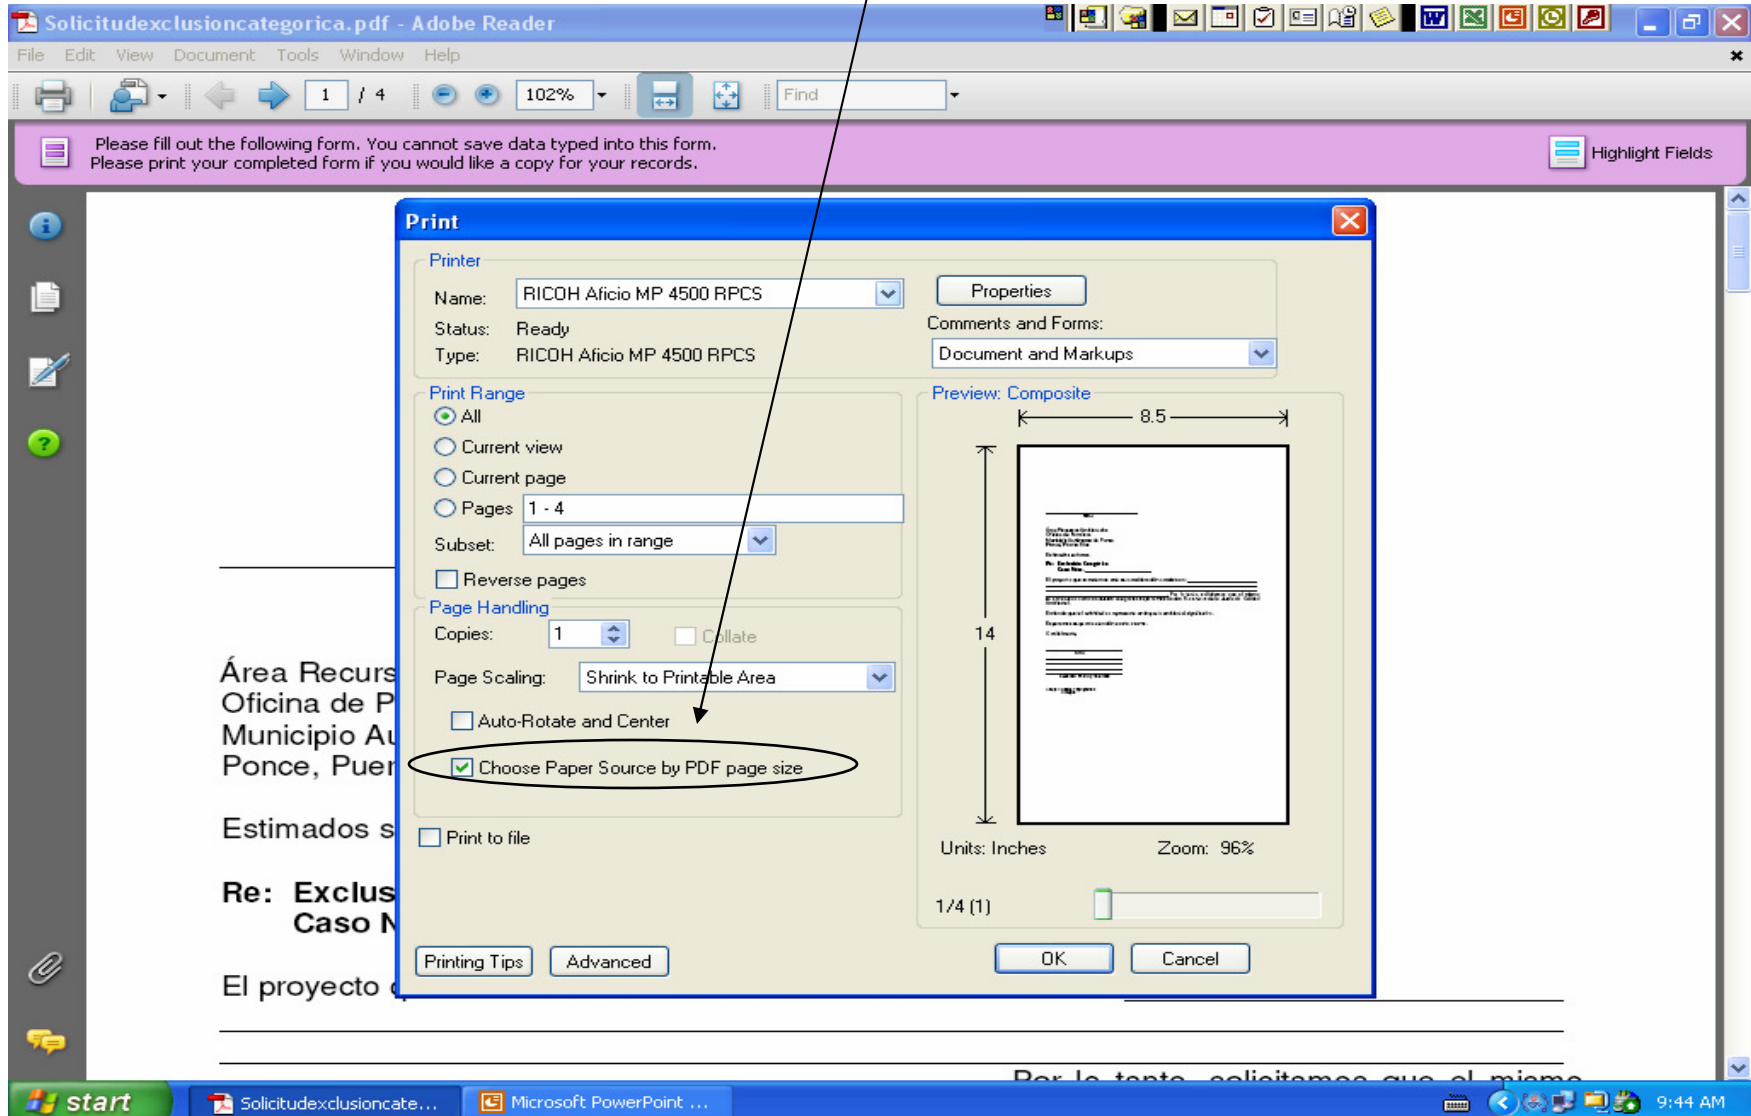 Solicitudexclusioncategorica.pdf - Adobe Reader
File Edit View Document Tools Window Help
1 / 4 102% Find
Please fill out the following form. You cannot save data typed into this form.
Please print your completed form if you would like a copy for your records.
Highlight Fields
Print
Printer
Name: RICOH Aficio MP 4500 RPCS Properties
Status: Ready
Type: RICOH Aficio MP 4500 RPCS
Comments and Forms:
Document and Markups
Print Range
All
Current view
Current page
Pages 1 - 4
Subset: All pages in range
Reverse pages
Page Handling
Copies: 1 Collate
Page Scaling: Shrink to Printable Area
Auto-Rotate and Center
Choose Paper Source by PDF page size
Print to file
Printing Tips Advanced
Preview: Composite
8.5
14
Units: Inches Zoom: 96%
1/4 (1)
OK Cancel
Área Recurs
Oficina de P
Municipio Au
Ponce, Puer
Estimados s
Re: Exclus
Caso N
El proyecto
Por lo tanto, solicitamos que el mismo
start Solicitudexclusioncate... Microsoft PowerPoint ... 9:44 AM